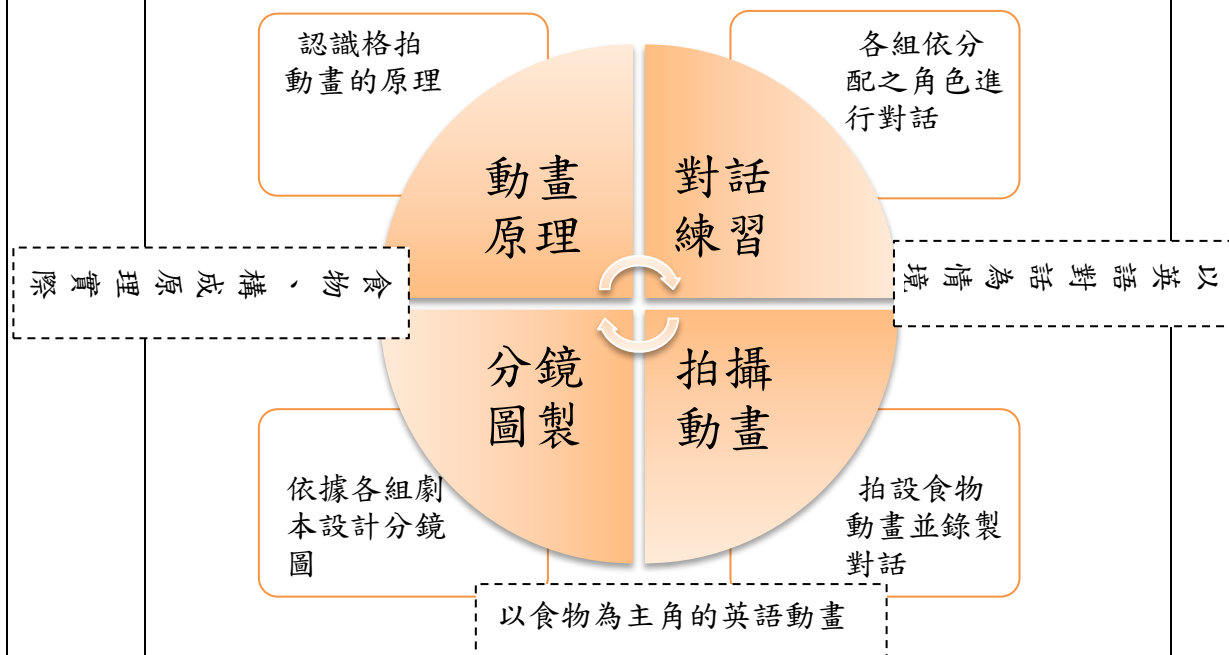 認識格拍
動畫的原理
各組依分
配之角色進
行對話
動畫
原理
對話
練習
食物、構成原理實際
以英語對話為情境
分鏡
圖製
拍攝
動畫
依據各組劇
本設計分鏡
圖
拍設食物
動畫並錄製
對話
以食物為主角的英語動畫